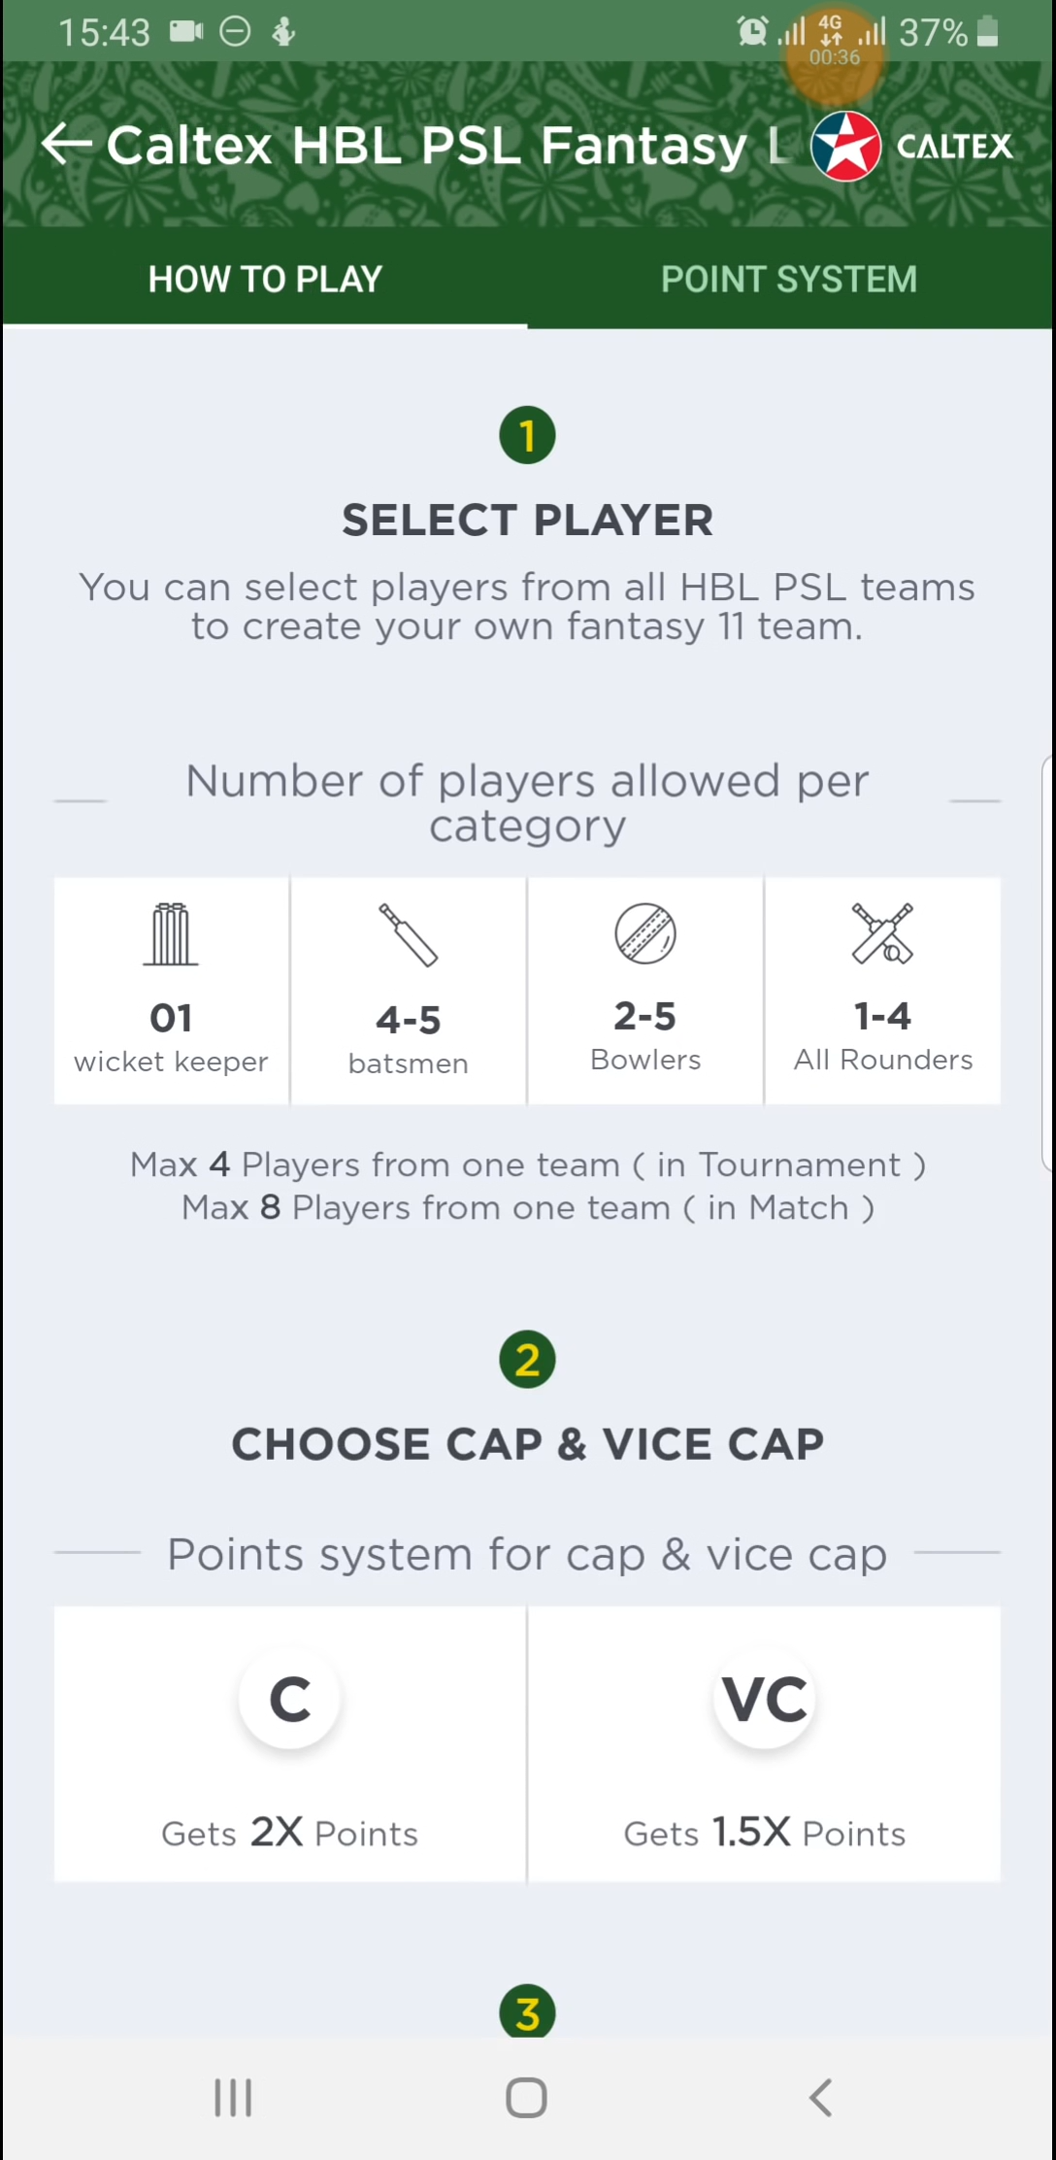 15:43
4G
37%
00:36
Caltex HBL PSL Fantasy L
CALTEX
HOW TO PLAY
POINT SYSTEM
1
SELECT PLAYER
You can select players from all HBL PSL teams
to create your own fantasy 11 team.
Number of players allowed per
category
01
wicket keeper
4-5
batsmen
2-5
Bowlers
1-4
All Rounders
Max 4 Players from one team ( in Tournament )
Max 8 Players from one team ( in Match )
2
CHOOSE CAP & VICE CAP
Points system for cap & vice cap
C
Gets 2X Points
VC
Gets 1.5X Points
3